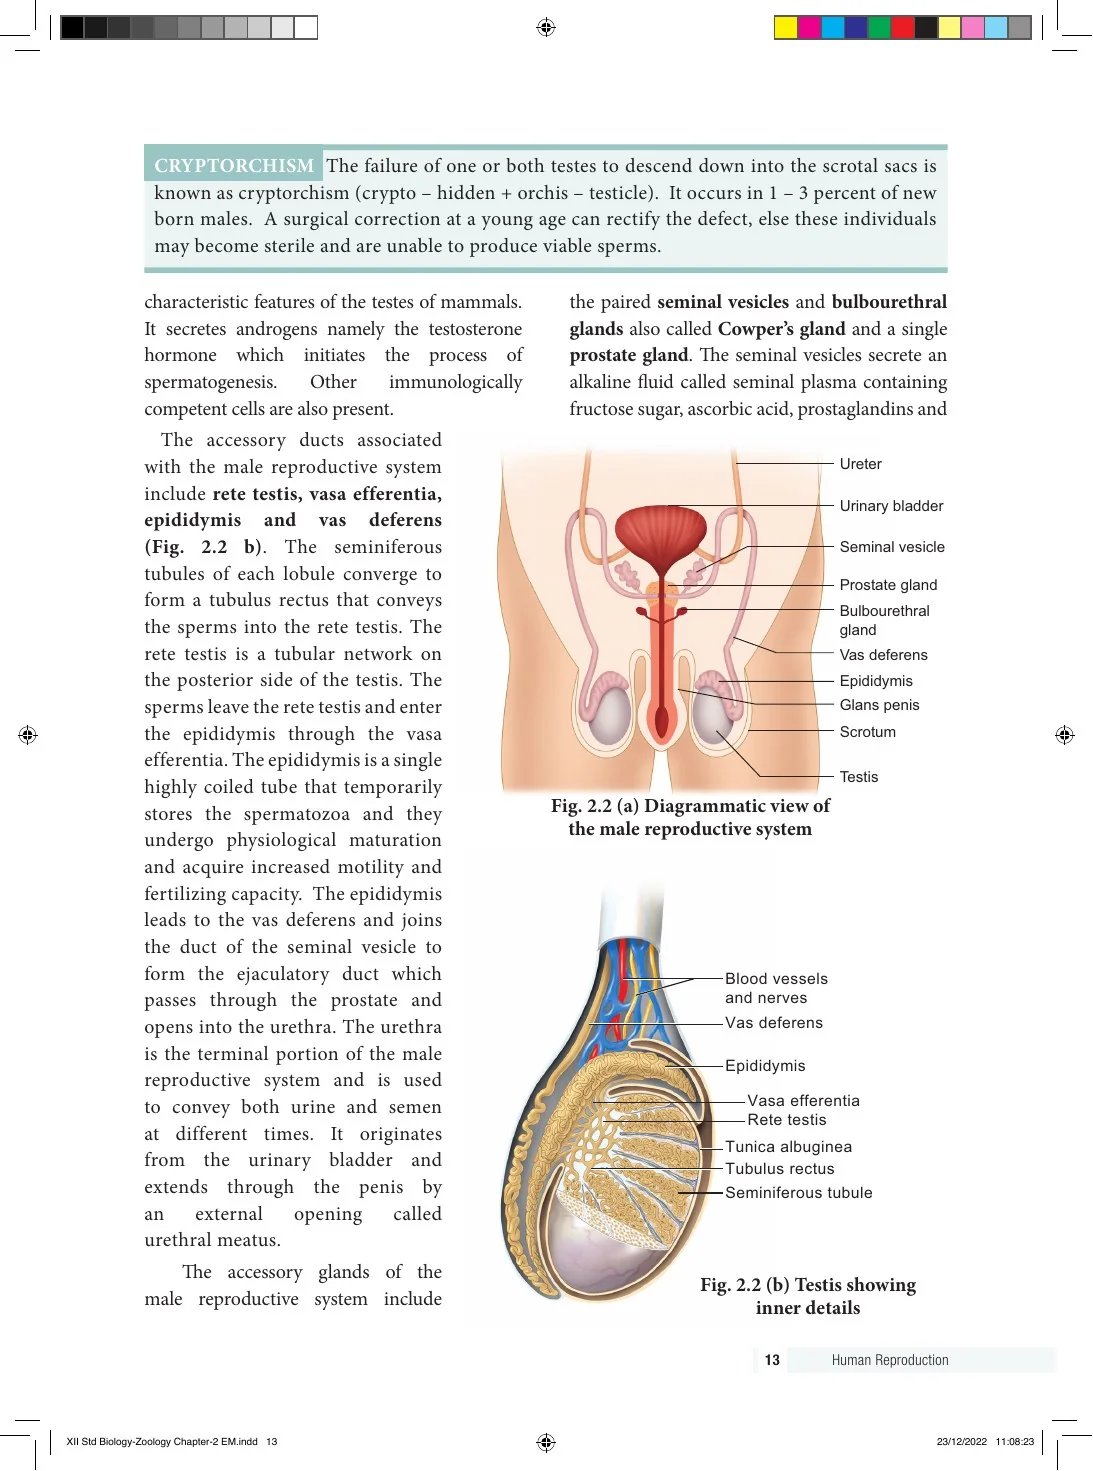 CRYPTORCHISM The failure of one or both testes to descend down into the scrotal sacs is
known as cryptorchism (crypto – hidden + orchis – testicle). It occurs in 1 – 3 percent of new
born males. A surgical correction at a young age can rectify the defect, else these individuals
may become sterile and are unable to produce viable sperms.
characteristic features of the testes of mammals.
It secretes androgens namely the testosterone
hormone which initiates the process of
spermatogenesis. Other immunologically
competent cells are also present.
The accessory ducts associated
with the male reproductive system
include rete testis, vasa efferentia,
epididymis and vas deferens
(Fig. 2.2 b). The seminiferous
tubules of each lobule converge to
form a tubulus rectus that conveys
the sperms into the rete testis. The
rete testis is a tubular network on
the posterior side of the testis. The
sperms leave the rete testis and enter
the epididymis through the vasa
efferentia. The epididymis is a single
highly coiled tube that temporarily
stores the spermatozoa and they
undergo physiological maturation
and acquire increased motility and
fertilizing capacity. The epididymis
leads to the vas deferens and joins
the duct of the seminal vesicle to
form the ejaculatory duct which
passes through the prostate and
opens into the urethra. The urethra
is the terminal portion of the male
reproductive system and is used
to convey both urine and semen
at different times. It originates
from the urinary bladder and
extends through the penis by
an external opening called
urethral meatus.
The accessory glands of the
male reproductive system include
the paired seminal vesicles and bulbourethral
glands also called Cowper’s gland and a single
prostate gland. The seminal vesicles secrete an
alkaline fluid called seminal plasma containing
fructose sugar, ascorbic acid, prostaglandins and
Ureter
Urinary bladder
Seminal vesicle
Prostate gland
Bulbourethral
gland
Vas deferens
Epididymis
Glans penis
Scrotum
Testis
Fig. 2.2 (a) Diagrammatic view of
the male reproductive system
Blood vessels
and nerves
Vas deferens
Epididymis
Vasa efferentia
Rete testis
Tunica albuginea
Tubulus rectus
Seminiferous tubule
Fig. 2.2 (b) Testis showing
inner details
13 Human Reproduction
XII Std Biology-Zoology Chapter-2 EM.indd 13
23/12/2022 11:08:23